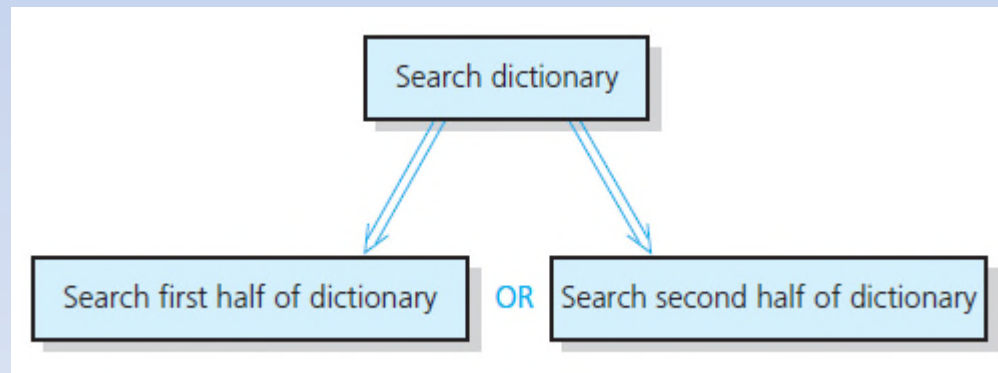 Search dictionary
Search first half of dictionary OR Search second half of dictionary